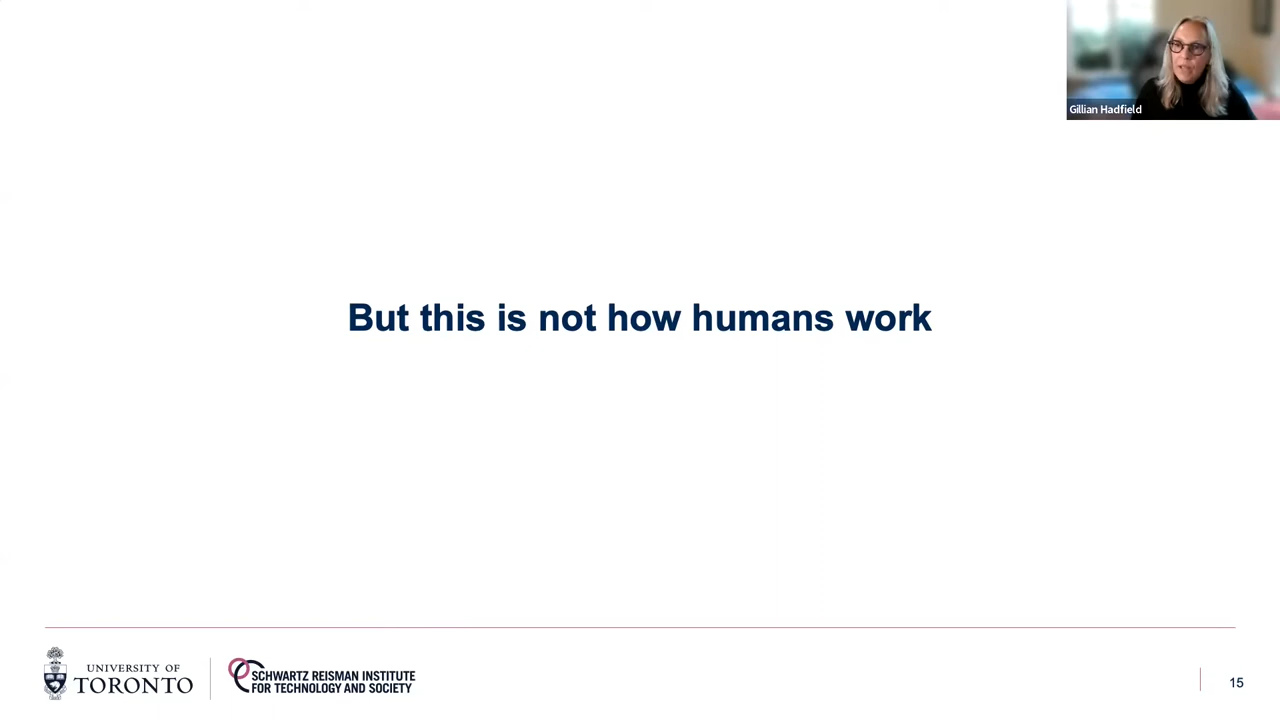 Gillian Hadfield
But this is not how humans work
UNIVERSITY OF
TORONTO
SCHWARTZ REISMAN INSTITUTE
FOR TECHNOLOGY AND SOCIETY
15